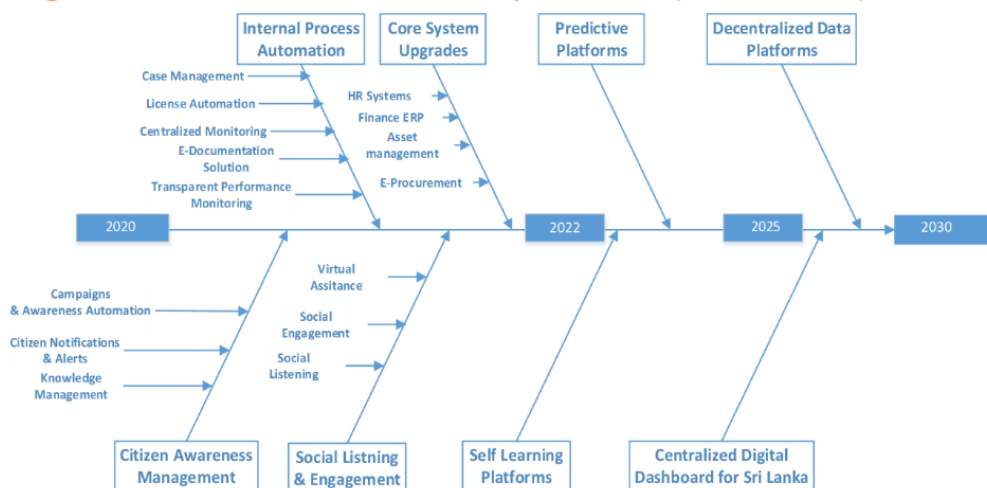 Internal Process
Automation
Core System
Upgrades
Predictive
Platforms
Decentralized Data
Platforms
Case Management
License Automation
Centralized Monitoring
E-Documentation
Solution
Transparent Performance
Monitoring
HR Systems
Finance ERP
Asset
management
E-Procurement
2020
2022
2025
2030
Campaigns
& Awareness Automation
Citizen Notifications
& Alerts
Knowledge
Management
Virtual
Assitance
Social
Engagement
Social
Listening
Citizen Awareness
Management
Social Listning
& Engagement
Self Learning
Platforms
Centralized Digital
Dashboard for Sri Lanka